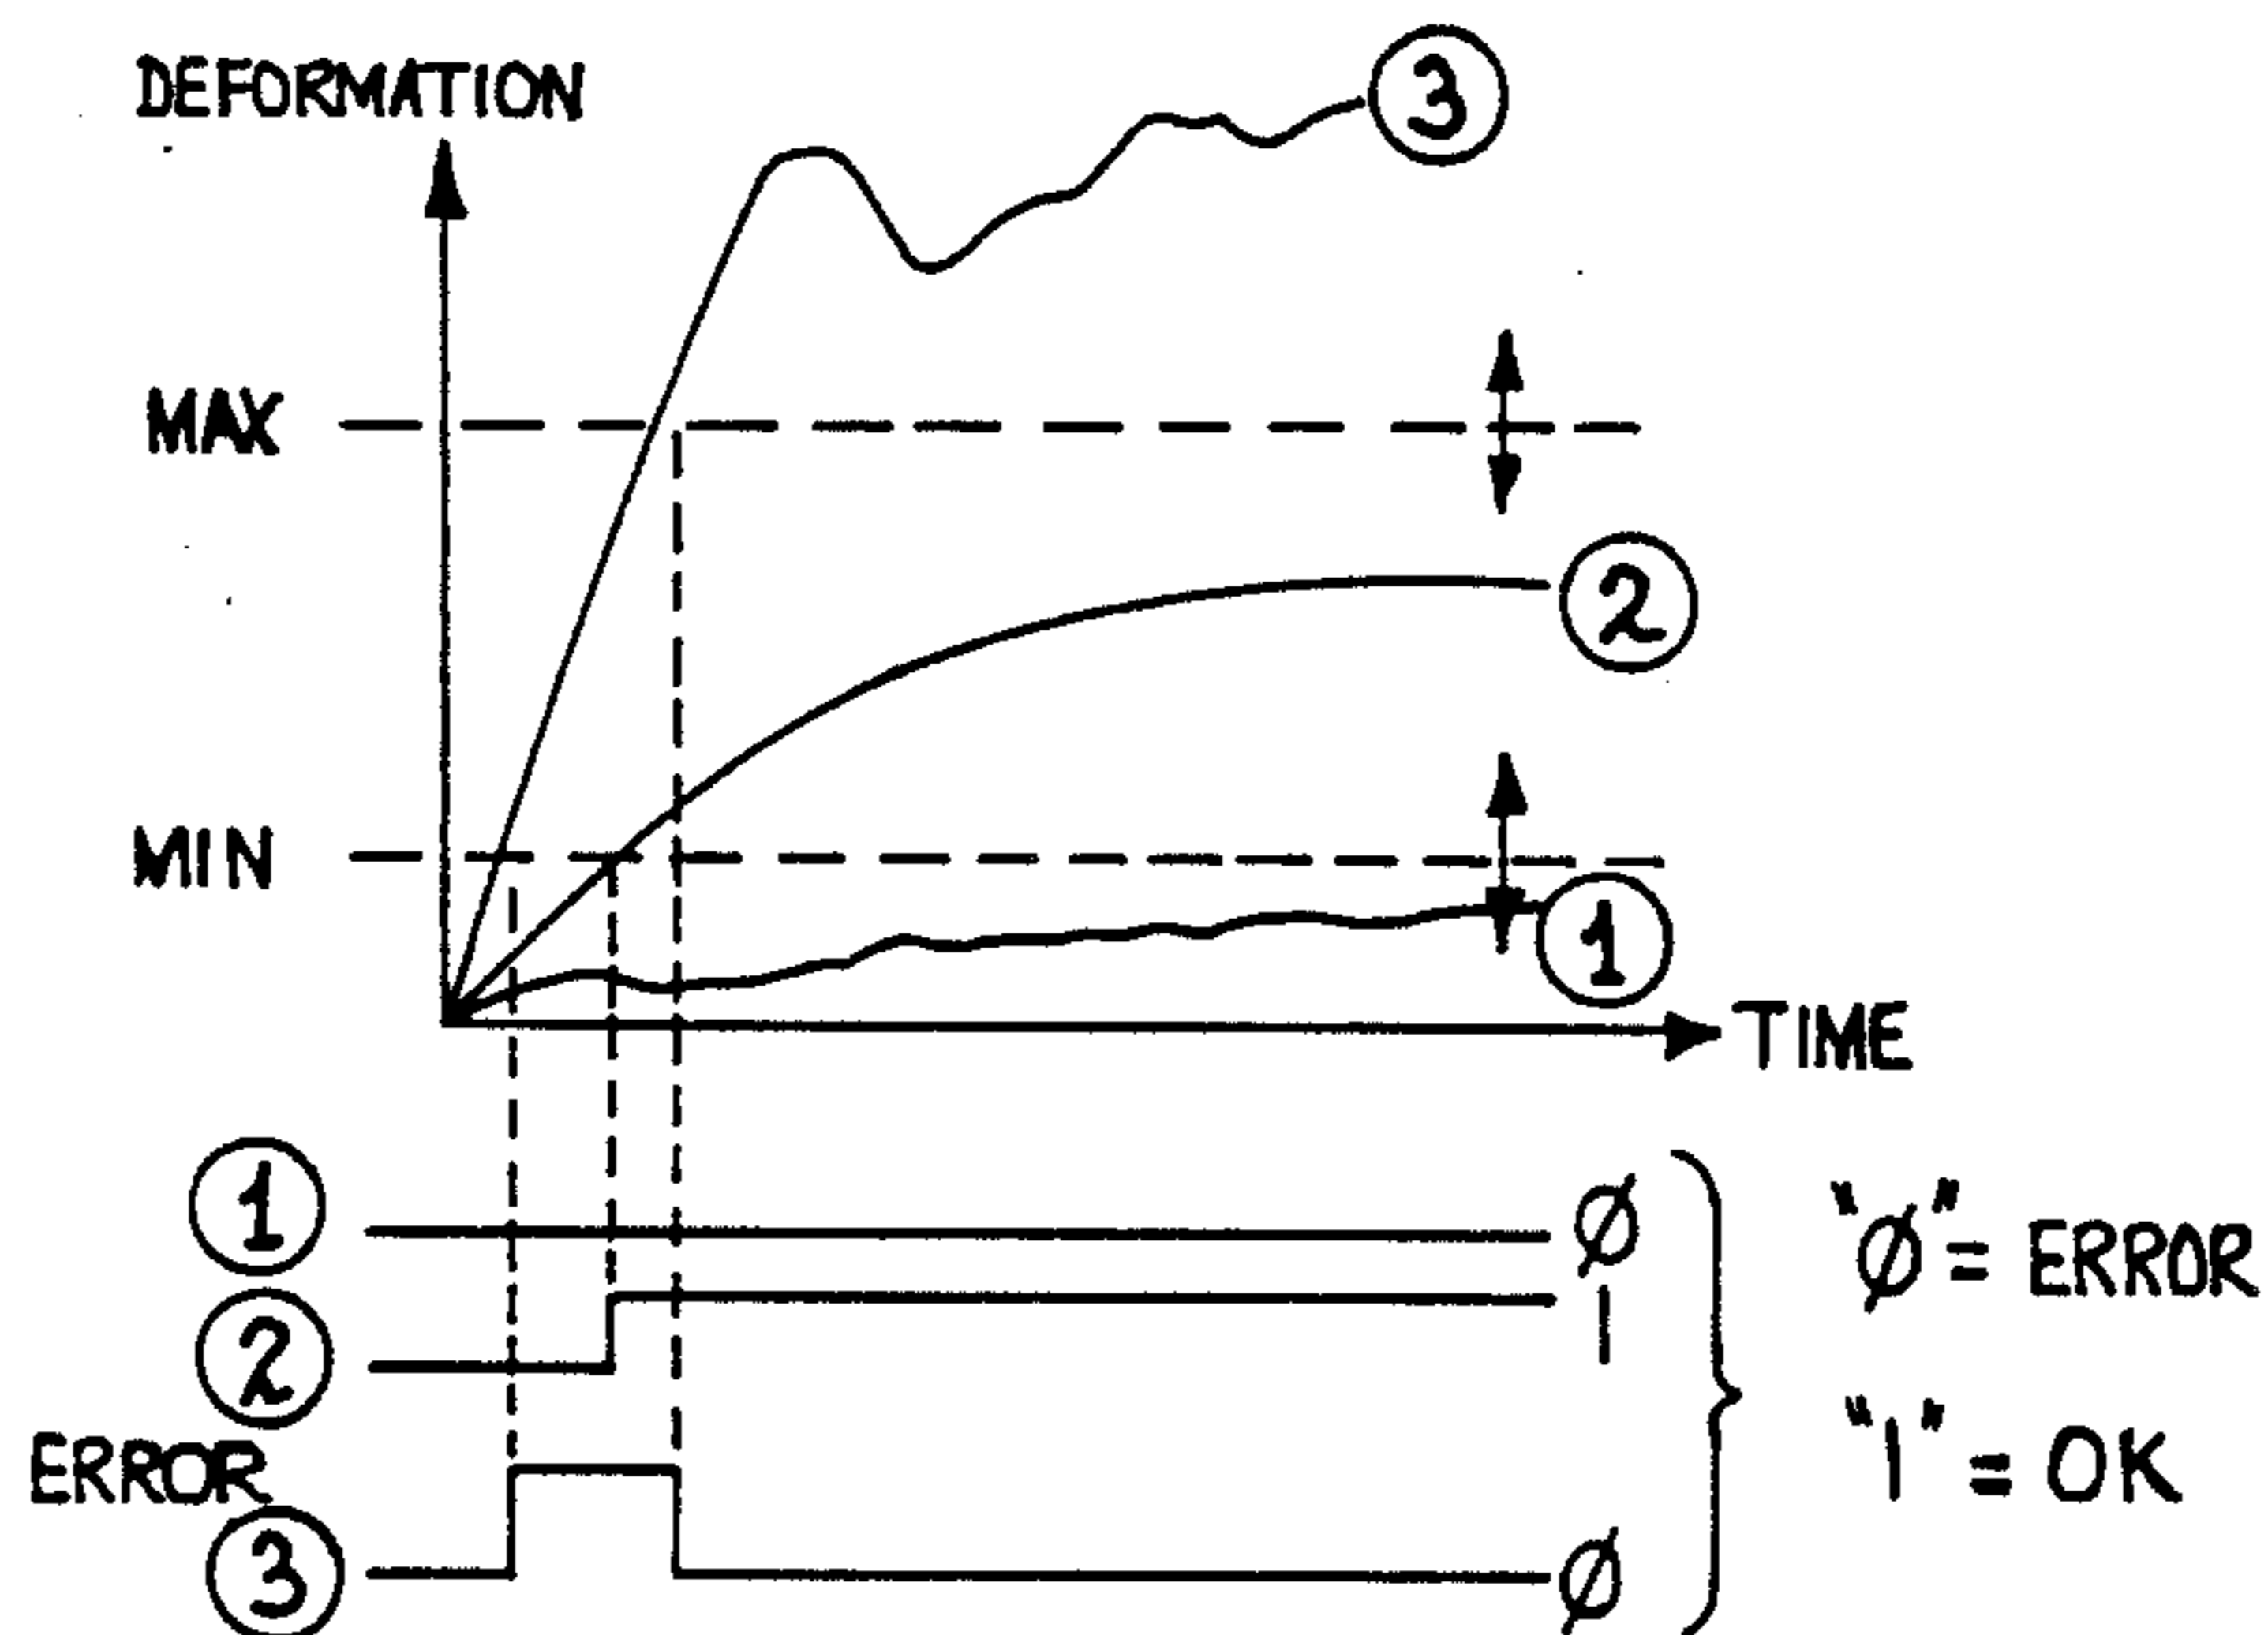 DEFORMATION
3
MAX
2
MIN
1
TIME
1
Ø
"Ø" = ERROR
2
1
"1" = OK
ERROR
3
Ø